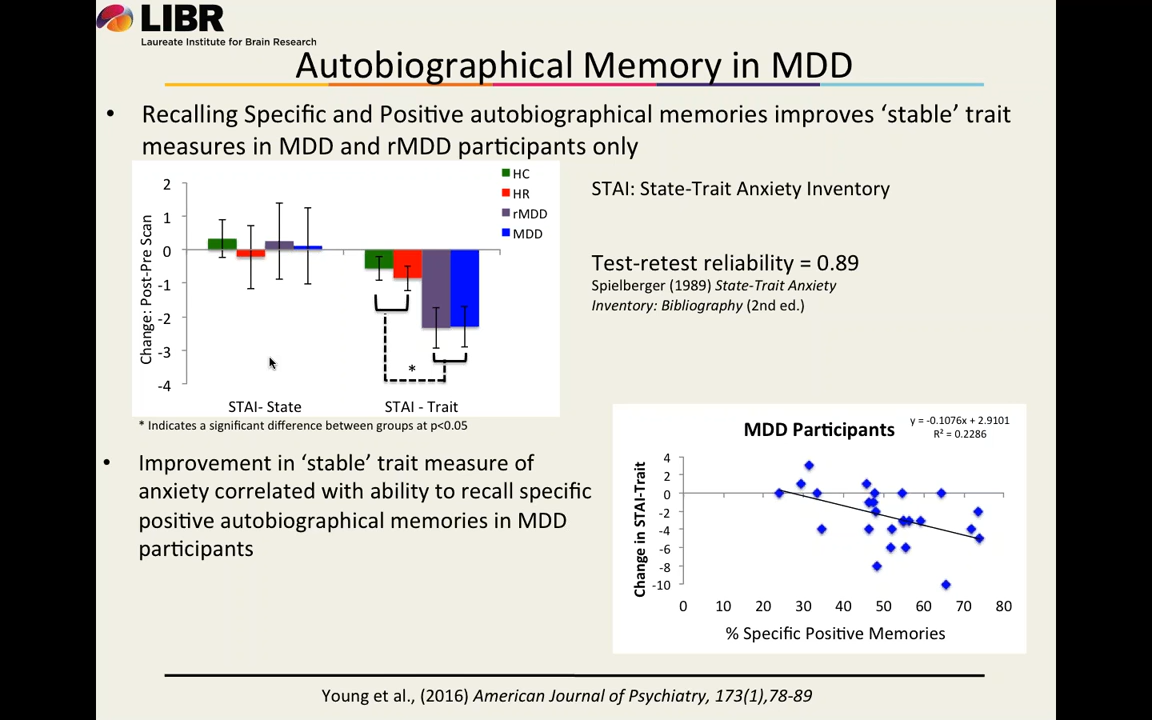 LIBR
Laureate Institute for Brain Research
Autobiographical Memory in MDD
• Recalling Specific and Positive autobiographical memories improves ‘stable’ trait
measures in MDD and rMDD participants only
2
1
0
-1
-2
-3
-4
Change: Post-Pre Scan
HC
HR
rMDD
MDD
*
STAI- State
STAI - Trait
* Indicates a significant difference between groups at p<0.05
STAI: State-Trait Anxiety Inventory
Test-retest reliability = 0.89
Spielberger (1989) State-Trait Anxiety
Inventory: Bibliography (2nd ed.)
• Improvement in ‘stable’ trait measure of
anxiety correlated with ability to recall specific
positive autobiographical memories in MDD
participants
MDD Participants
y = -0.1076x + 2.9101
R² = 0.2286
Change in STAI-Trait
4
2
0
-2
-4
-6
-8
-10
0 10 20 30 40 50 60 70 80
% Specific Positive Memories
Young et al., (2016) American Journal of Psychiatry, 173(1),78-89